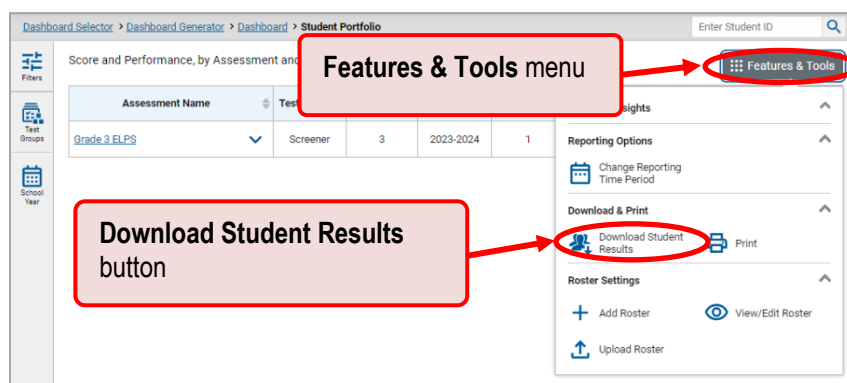 Dashboard Selector > Dashboard Generator > Dashboard > Student Portfolio
Enter Student ID
Filters
Score and Performance, by Assessment and
Features & Tools menu
Features & Tools
Assessment Name
Test
sights
Test Groups
Grade 3 ELPS
Screener
3
2023-2024
1
Reporting Options
Change Reporting
Time Period
School Year
Download & Print
Download Student Results
button
Download Student
Results
Print
Roster Settings
Add Roster
View/Edit Roster
Upload Roster